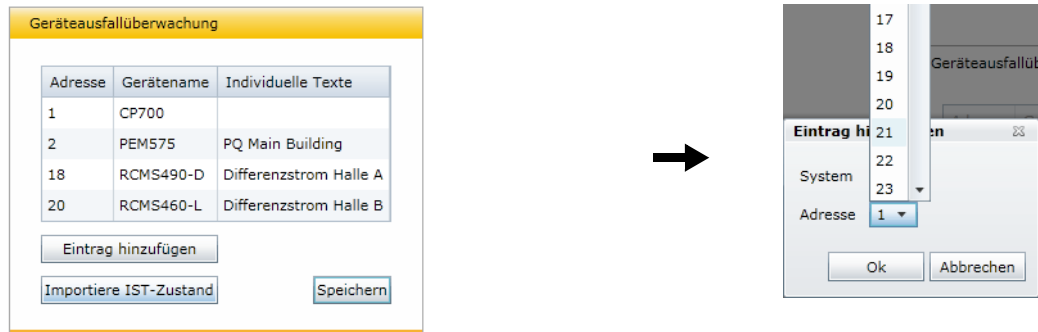 Geräteausfallüberwachung
Adresse Gerätename Individuelle Texte
1 CP700
2 PEM575 PQ Main Building
18 RCMS490-D Differenzstrom Halle A
20 RCMS460-L Differenzstrom Halle B
Eintrag hinzufügen
Importiere IST-Zustand Speichern
17
18
Geräteausfallüb
19
20
Eintrag hi 21 en
22
System
23
Adresse 1
Ok Abbrechen